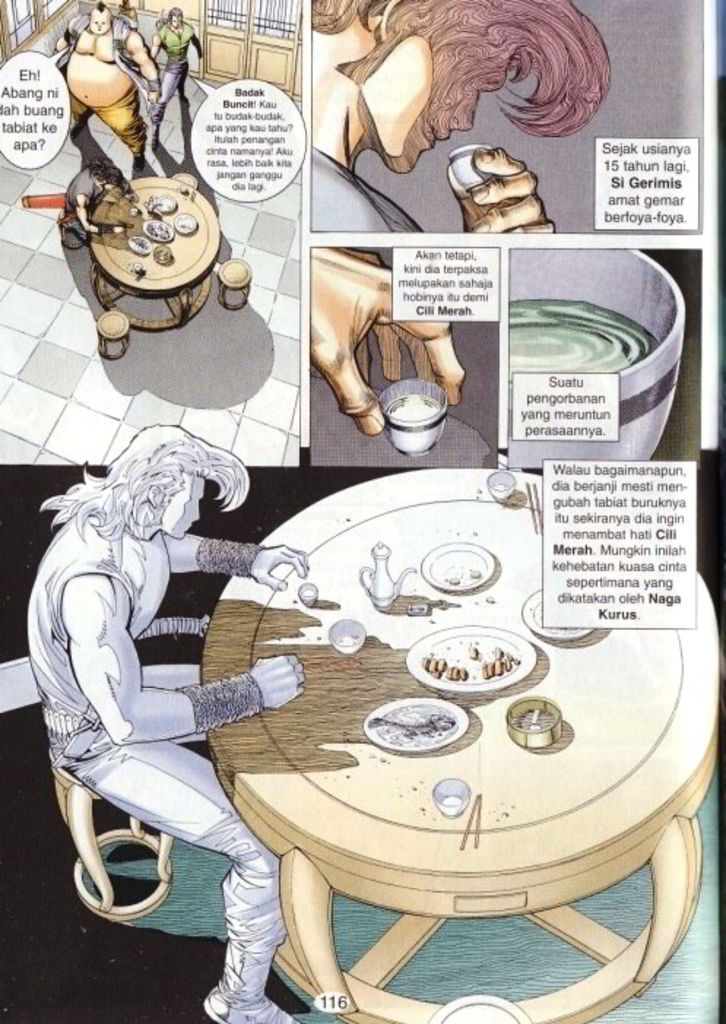 Eh!
Abang ni
dah buang
tabiat ke
apa?
Badak
Buncit! Kau
tu budak-budak,
apa yang kau tahu?
Itulah penangan
cinta namanya! Aku
rasa, lebih baik kita
jangan ganggu
dia lagi.
Sejak usianya
15 tahun lagi,
Si Gerimis
amat gemar
berfoya-foya.
Akan tetapi,
kini dia terpaksa
melupakan sahaja
hobinya itu demi
Cili Merah.
Suatu
pengorbanan
yang meruntun
perasaannya.
Walau bagaimanapun,
dia berjanji mesti men-
gubah tabiat buruknya
itu sekiranya dia ingin
menambat hati Cili
Merah. Mungkin inilah
kehebatan kuasa cinta
sepertimana yang
dikatakan oleh Naga
Kurus.
116